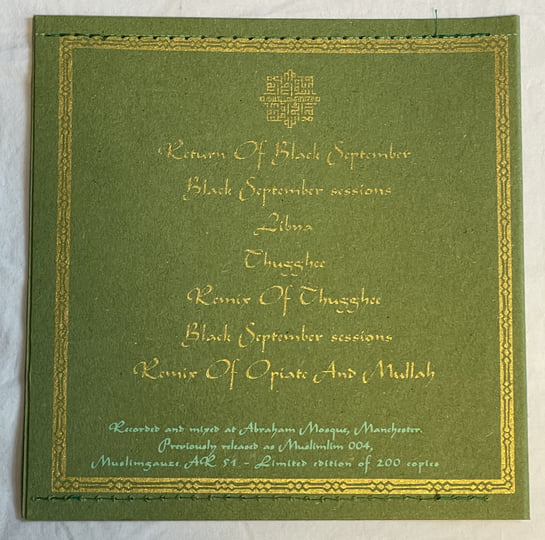 Return Of Black September
Black September sessions
Libya
Thugghee
Remix Of Thugghee
Black September sessions
Remix Of Opiate And Mullah
Recorded and mixed at Abraham Mosque, Manchester.
Previously released as Muslimlim 004,
Muslimgauze AR 51 - Limited edition of 200 copies